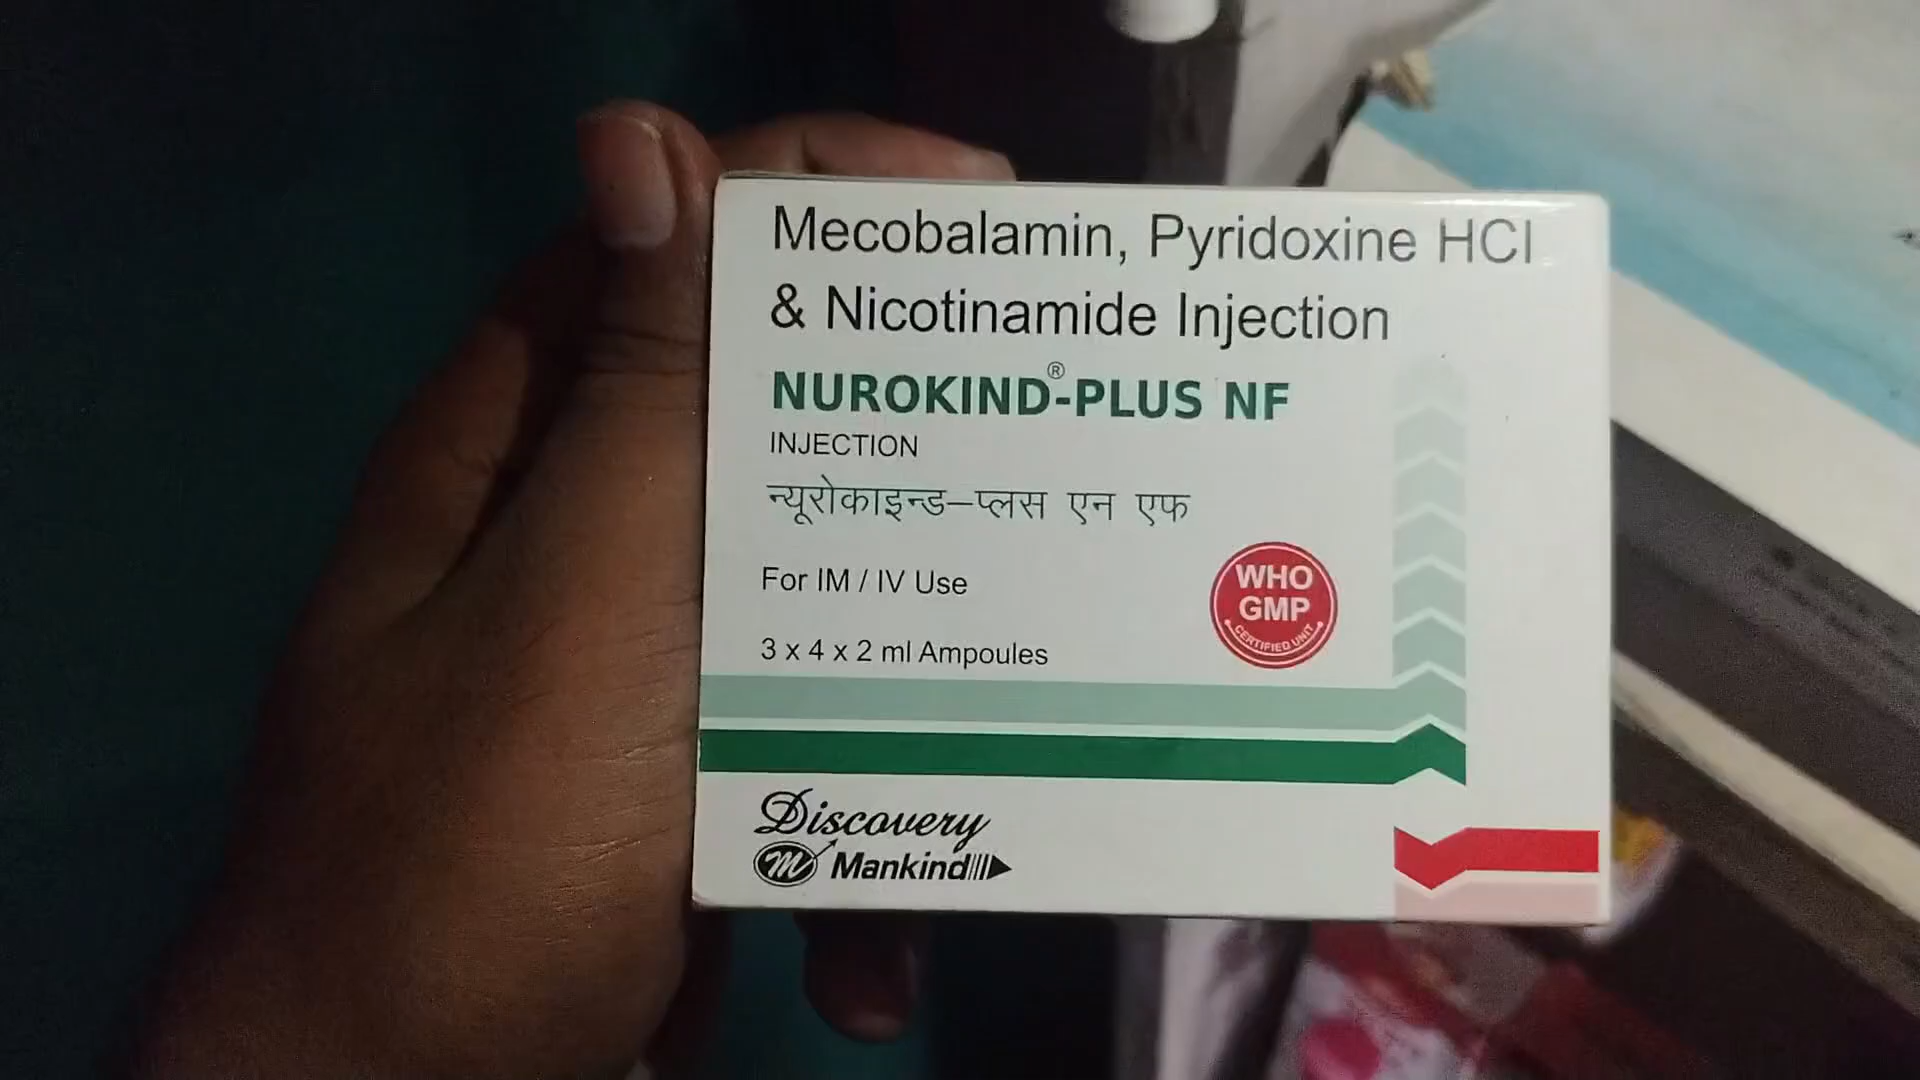 Mecobalamin, Pyridoxine HCl
& Nicotinamide Injection
NUROKIND®-PLUS NF
INJECTION
न्यूरोकाइन्ड–प्लस एन एफ
For IM / IV Use
3 x 4 x 2 ml Ampoules
WHO
GMP
CERTIFIED UNIT
Discovery
m Mankind